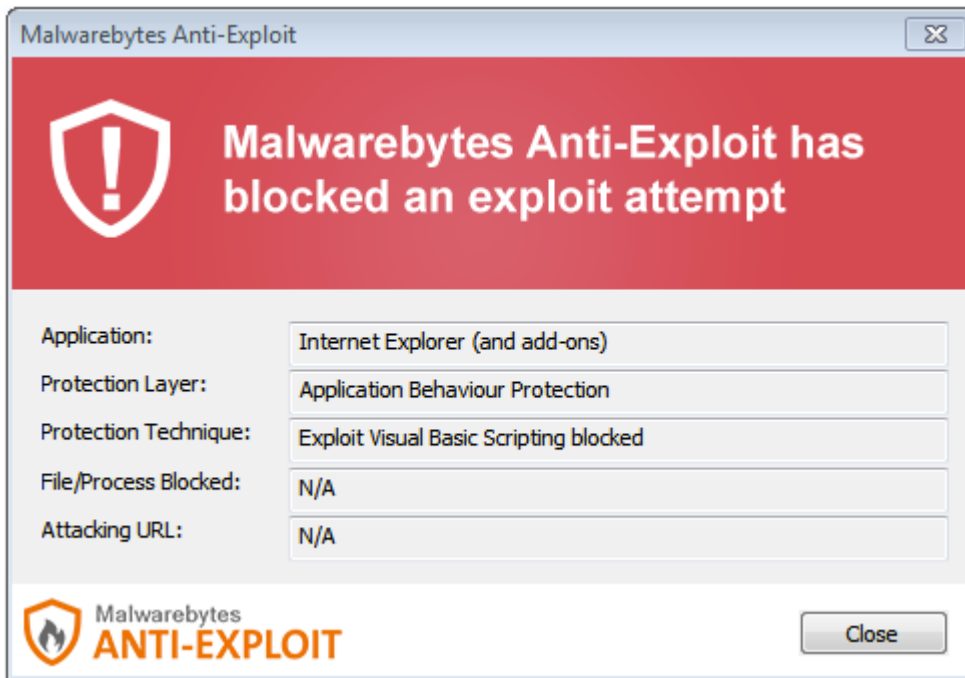 Malwarebytes Anti-Exploit
Malwarebytes Anti-Exploit has
blocked an exploit attempt
Application: Internet Explorer (and add-ons)
Protection Layer: Application Behaviour Protection
Protection Technique: Exploit Visual Basic Scripting blocked
File/Process Blocked: N/A
Attacking URL: N/A
Malwarebytes
ANTI-EXPLOIT
Close